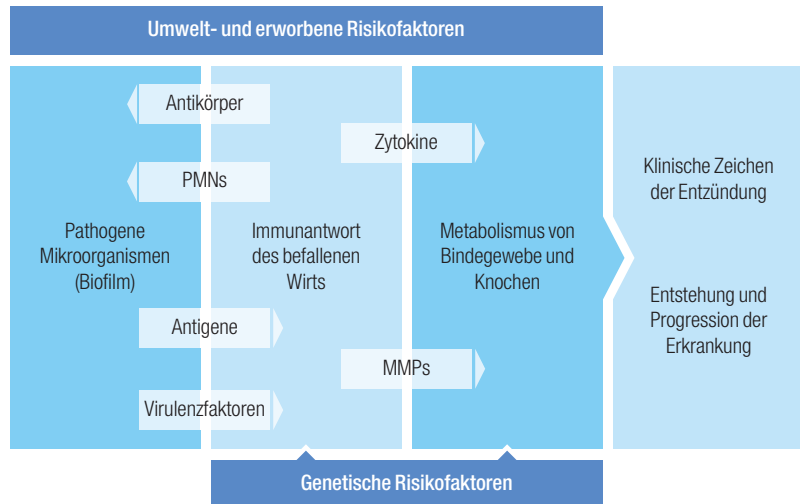 Umwelt- und erworbene Risikofaktoren
Antikörper
PMNs
Pathogene
Mikroorganismen
(Biofilm)
Antigene
Virulenzfaktoren
Immunantwort
des befallenen
Wirts
Zytokine
MMPs
Metabolismus von
Bindegewebe und
Knochen
Klinische Zeichen
der Entzündung
Entstehung und
Progression der
Erkrankung
Genetische Risikofaktoren